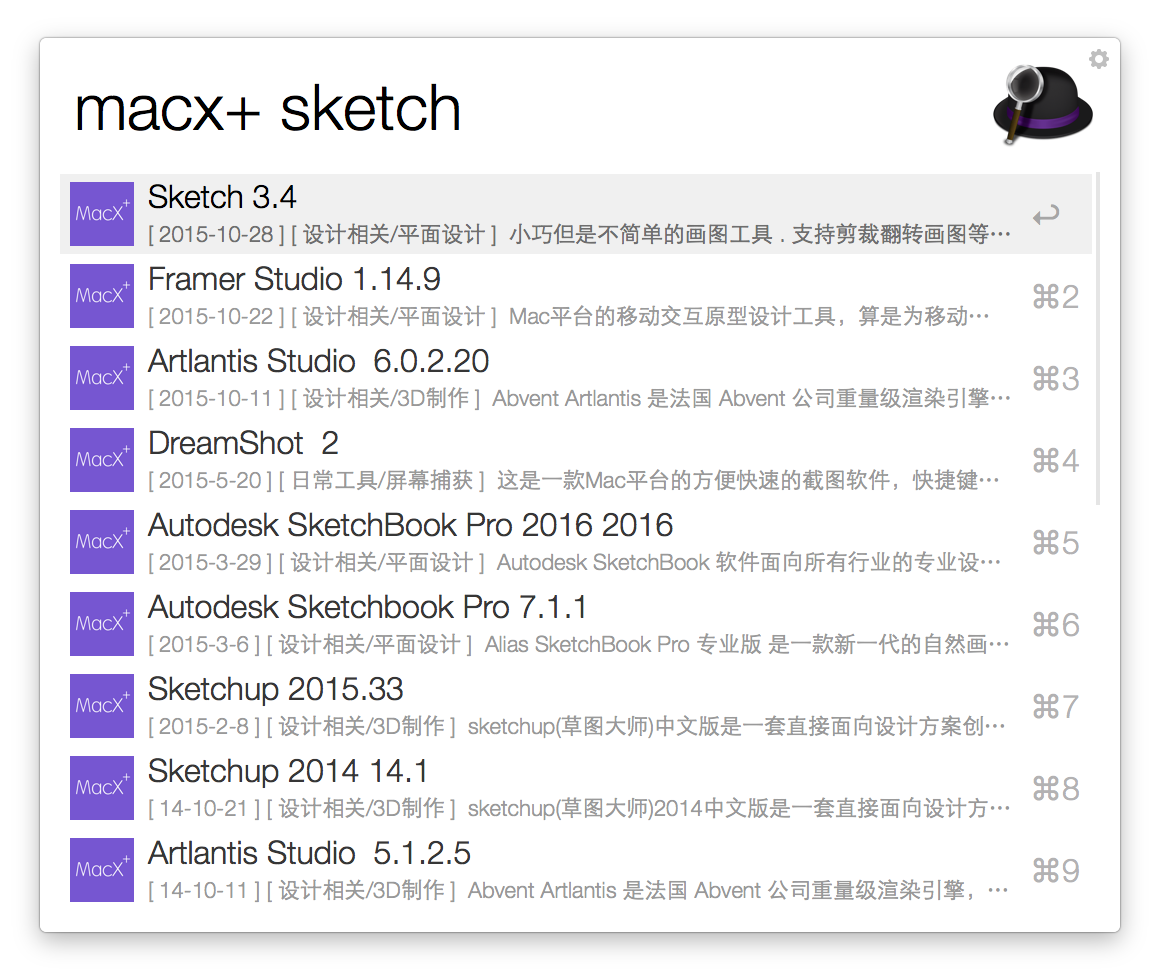 macx+ sketch
MacX+
Sketch 3.4
[ 2015-10-28 ] [ 设计相关/平面设计 ] 小巧但是不简单的画图工具 . 支持剪裁翻转画图等…
MacX+
Framer Studio 1.14.9
[ 2015-10-22 ] [ 设计相关/平面设计 ] Mac平台的移动交互原型设计工具，算是为移动…
⌘2
MacX+
Artlantis Studio 6.0.2.20
[ 2015-10-11 ] [ 设计相关/3D制作 ] Abvent Artlantis 是法国 Abvent 公司重量级渲染引擎…
⌘3
MacX+
DreamShot 2
[ 2015-5-20 ] [ 日常工具/屏幕捕获 ] 这是一款Mac平台的方便快速的截图软件，快捷键…
⌘4
MacX+
Autodesk SketchBook Pro 2016 2016
[ 2015-3-29 ] [ 设计相关/平面设计 ] Autodesk SketchBook 软件面向所有行业的专业设…
⌘5
MacX+
Autodesk Sketchbook Pro 7.1.1
[ 2015-3-6 ] [ 设计相关/平面设计 ] Alias SketchBook Pro 专业版 是一款新一代的自然画…
⌘6
MacX+
Sketchup 2015.33
[ 2015-2-8 ] [ 设计相关/3D制作 ] sketchup(草图大师)中文版是一套直接面向设计方案创…
⌘7
MacX+
Sketchup 2014 14.1
[ 14-10-21 ] [ 设计相关/3D制作 ] sketchup(草图大师)2014中文版是一套直接面向设计方…
⌘8
MacX+
Artlantis Studio 5.1.2.5
[ 14-10-11 ] [ 设计相关/3D制作 ] Abvent Artlantis 是法国 Abvent 公司重量级渲染引擎，…
⌘9